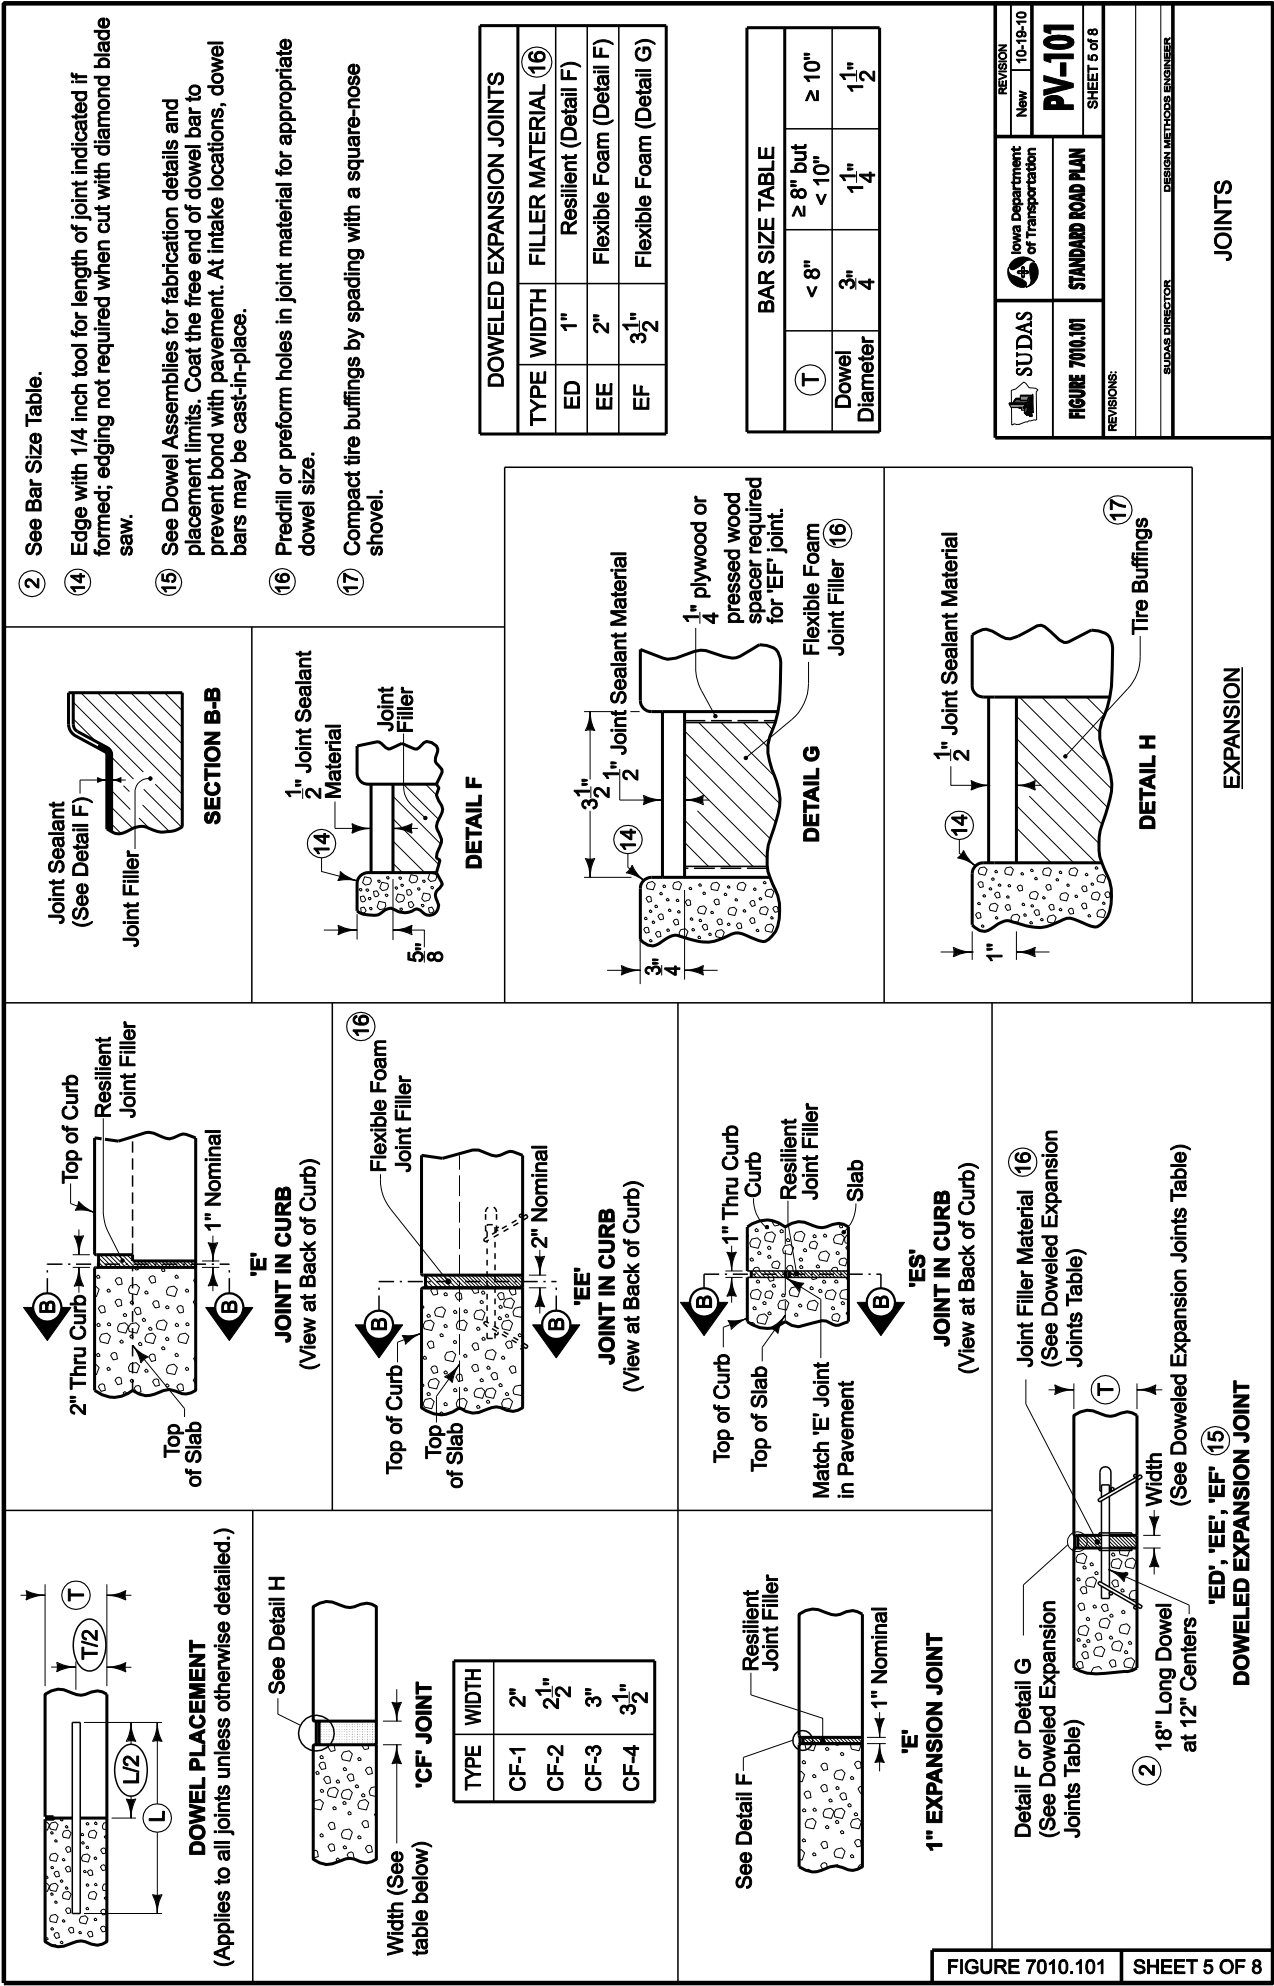 DOWEL PLACEMENT
(Applies to all joints unless otherwise detailed.)
T
T/2
L/2
L
See Detail H
Width (See
table below)
'CF' JOINT
TYPE WIDTH
CF-1 2"
CF-2 2 1/2"
CF-3 3"
CF-4 3 1/2"
See Detail F
Resilient
Joint Filler
1" Nominal
'E'
1" EXPANSION JOINT
Top of Curb
Resilient
Joint Filler
2" Thru Curb
B
B
1" Nominal
Top
of Slab
'E'
JOINT IN CURB
(View at Back of Curb)
16
Flexible Foam
Joint Filler
B
B
Top of Curb
Top
of Slab
2" Nominal
'EE'
JOINT IN CURB
(View at Back of Curb)
1" Thru Curb
Curb
Resilient
Joint Filler
Slab
B
B
Top of Curb
Top of Slab
Match 'E' Joint
in Pavement
'ES'
JOINT IN CURB
(View at Back of Curb)
Detail F or Detail G
(See Doweled Expansion
Joints Table)
Joint Filler Material 16
(See Doweled Expansion
Joints Table)
T
2 18" Long Dowel
at 12" Centers
Width
(See Doweled Expansion Joints Table)
'ED', 'EE', 'EF' 15
DOWELED EXPANSION JOINT
Joint Sealant
(See Detail F)
Joint Filler
SECTION B-B
14
1/2" Joint Sealant
Material
Joint
Filler
5/8"
DETAIL F
3 1/2"
14
1/2" Joint Sealant Material
1/4" plywood or
pressed wood
spacer required
for 'EF' joint.
Flexible Foam
Joint Filler 16
3/4"
DETAIL G
14
1/2" Joint Sealant Material
17
Tire Buffings
1"
DETAIL H
EXPANSION
2 See Bar Size Table.
14 Edge with 1/4 inch tool for length of joint indicated if
formed; edging not required when cut with diamond blade
saw.
15 See Dowel Assemblies for fabrication details and
placement limits. Coat the free end of dowel bar to
prevent bond with pavement. At intake locations, dowel
bars may be cast-in-place.
16 Predrill or preform holes in joint material for appropriate
dowel size.
17 Compact tire buffings by spading with a square-nose
shovel.
DOWELED EXPANSION JOINTS
TYPE WIDTH FILLER MATERIAL 16
ED 1" Resilient (Detail F)
EE 2" Flexible Foam (Detail F)
EF 3 1/2" Flexible Foam (Detail G)
BAR SIZE TABLE
T < 8" ≥ 8" but < 10" ≥ 10"
Dowel
Diameter 3/4" 1 1/4" 1 1/2"
SUDAS
Iowa Department
of Transportation
REVISION
New 10-19-10
FIGURE 7010.101
STANDARD ROAD PLAN
PV-101
SHEET 5 of 8
REVISIONS:
SUDAS DIRECTOR
DESIGN METHODS ENGINEER
JOINTS
FIGURE 7010.101 SHEET 5 OF 8